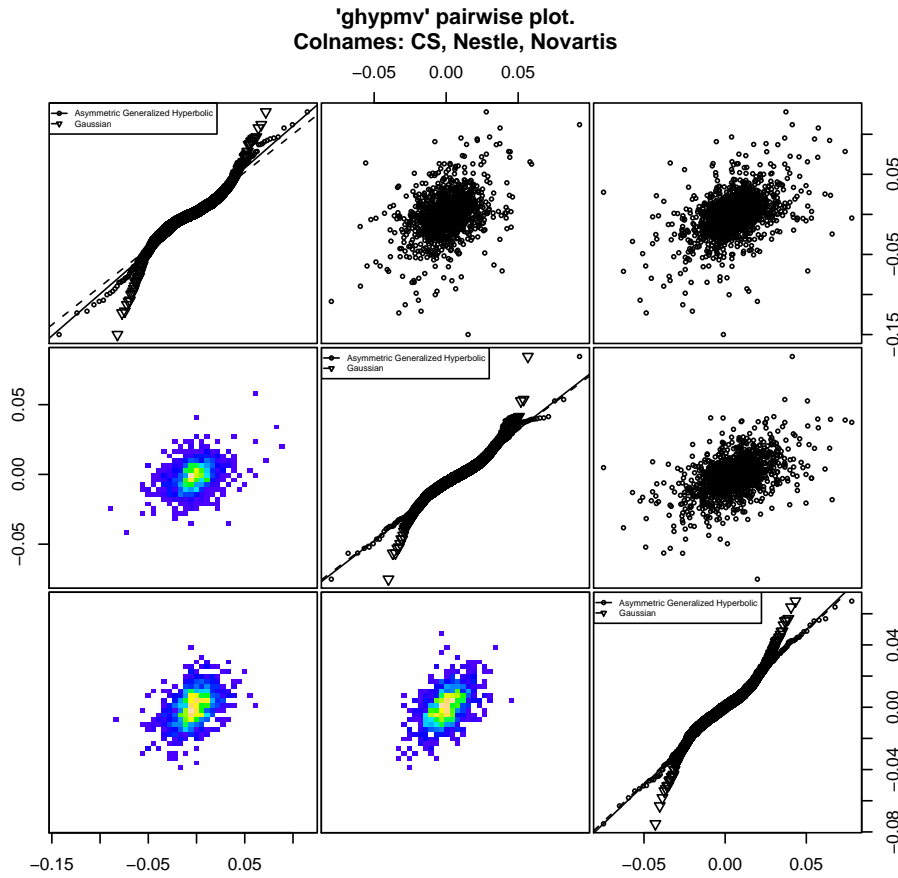 'ghypmv' pairwise plot.
Colnames: CS, Nestle, Novartis
−0.05 0.00 0.05
Asymmetric Generalized Hyperbolic
Gaussian
0.05
−0.05
−0.15
Asymmetric Generalized Hyperbolic
Gaussian
0.05
0.00
−0.05
Asymmetric Generalized Hyperbolic
Gaussian
0.04
0.00
−0.04
−0.08
−0.15 −0.05 0.05
−0.05 0.00 0.05